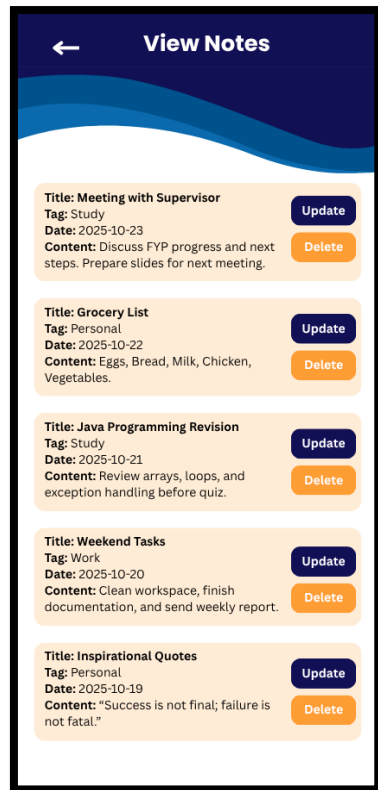 View Notes
Title: Meeting with Supervisor
Tag: Study
Date: 2025-10-23
Content: Discuss FYP progress and next
steps. Prepare slides for next meeting.
Update
Delete
Title: Grocery List
Tag: Personal
Date: 2025-10-22
Content: Eggs, Bread, Milk, Chicken,
Vegetables.
Update
Delete
Title: Java Programming Revision
Tag: Study
Date: 2025-10-21
Content: Review arrays, loops, and
exception handling before quiz.
Update
Delete
Title: Weekend Tasks
Tag: Work
Date: 2025-10-20
Content: Clean workspace, finish
documentation, and send weekly report.
Update
Delete
Title: Inspirational Quotes
Tag: Personal
Date: 2025-10-19
Content: “Success is not final; failure is
not fatal.”
Update
Delete